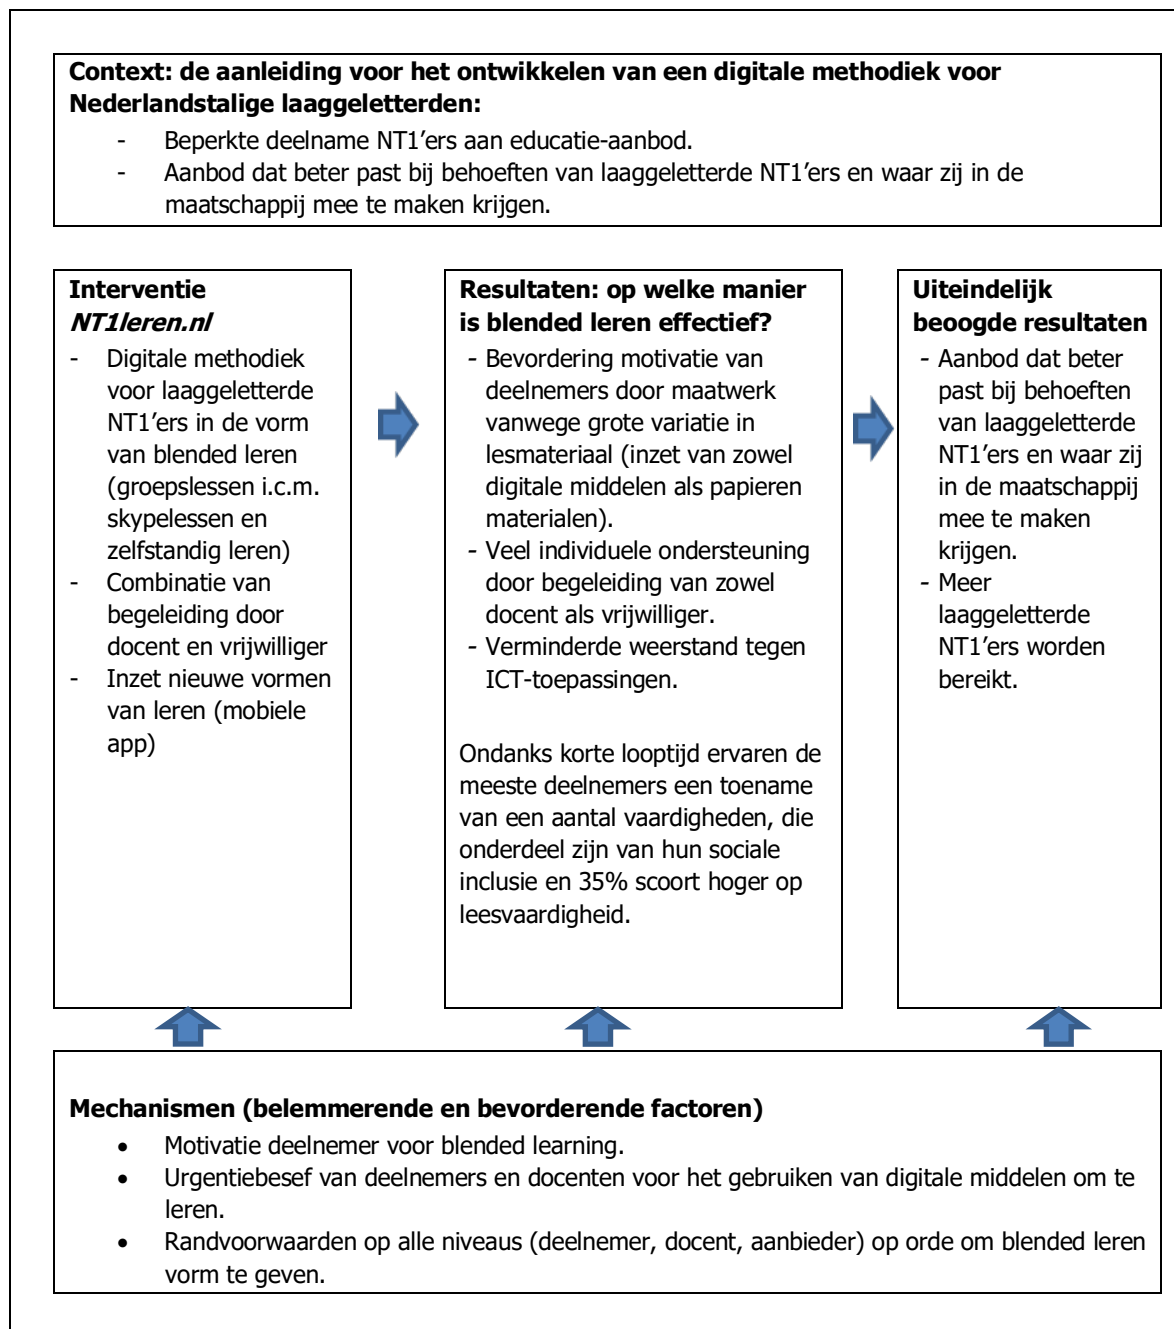 Context: de aanleiding voor het ontwikkelen van een digitale methodiek voor
Nederlandstalige laaggeletterden:
- Beperkte deelname NT1’ers aan educatie-aanbod.
- Aanbod dat beter past bij behoeften van laaggeletterde NT1’ers en waar zij in de
maatschappij mee te maken krijgen.
Interventie
NT1leren.nl
- Digitale methodiek
voor laaggeletterde
NT1’ers in de vorm
van blended leren
(groepslessen i.c.m.
skypelessen en
zelfstandig leren)
- Combinatie van
begeleiding door
docent en vrijwilliger
- Inzet nieuwe vormen
van leren (mobiele
app)
Resultaten: op welke manier
is blended leren effectief?
- Bevordering motivatie van
deelnemers door maatwerk
vanwege grote variatie in
lesmateriaal (inzet van zowel
digitale middelen als papieren
materialen).
- Veel individuele ondersteuning
door begeleiding van zowel
docent als vrijwilliger.
- Verminderde weerstand tegen
ICT-toepassingen.
Ondanks korte looptijd ervaren de
meeste deelnemers een toename
van een aantal vaardigheden, die
onderdeel zijn van hun sociale
inclusie en 35% scoort hoger op
leesvaardigheid.
Uiteindelijk
beoogde resultaten
- Aanbod dat beter
past bij behoeften
van laaggeletterde
NT1’ers en waar zij
in de maatschappij
mee te maken
krijgen.
- Meer
laaggeletterde
NT1’ers worden
bereikt.
Mechanismen (belemmerende en bevorderende factoren)
• Motivatie deelnemer voor blended learning.
• Urgentiebesef van deelnemers en docenten voor het gebruiken van digitale middelen om te
leren.
• Randvoorwaarden op alle niveaus (deelnemer, docent, aanbieder) op orde om blended leren
vorm te geven.